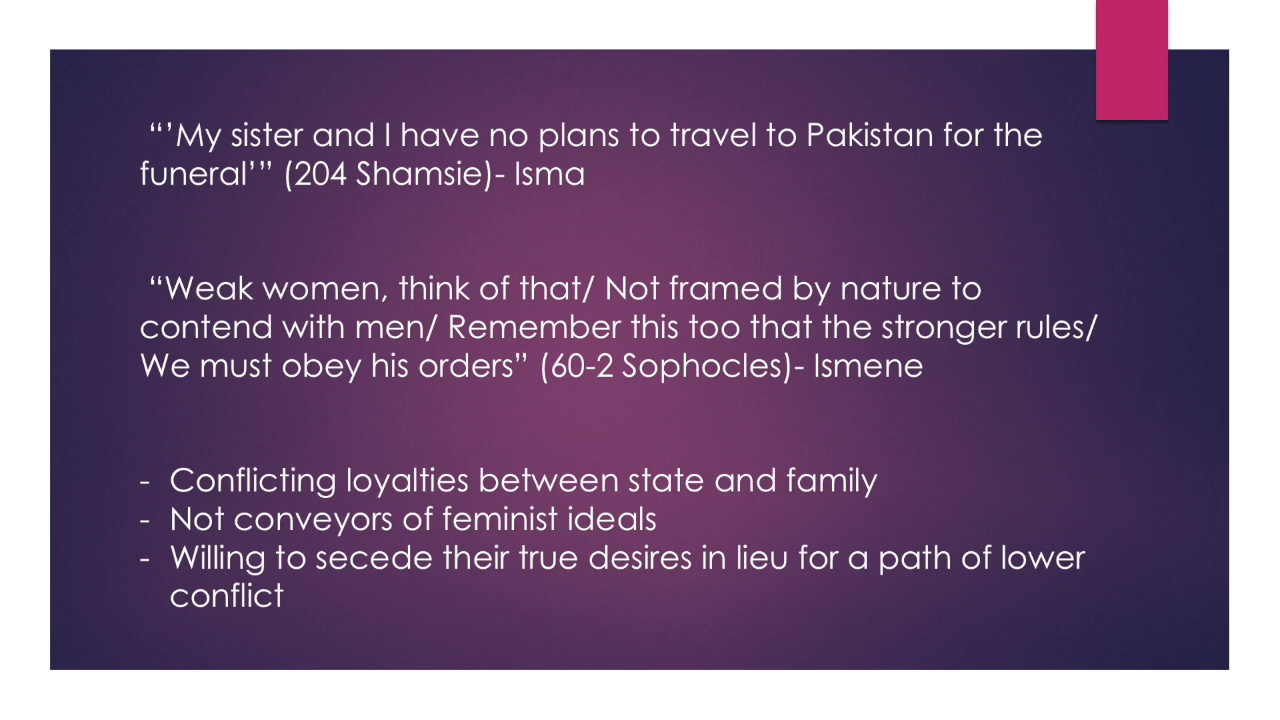 “’My sister and I have no plans to travel to Pakistan for the
funeral’” (204 Shamsie)- Isma
“Weak women, think of that/ Not framed by nature to
contend with men/ Remember this too that the stronger rules/
We must obey his orders” (60-2 Sophocles)- Ismene
- Conflicting loyalties between state and family
- Not conveyors of feminist ideals
- Willing to secede their true desires in lieu for a path of lower
conflict